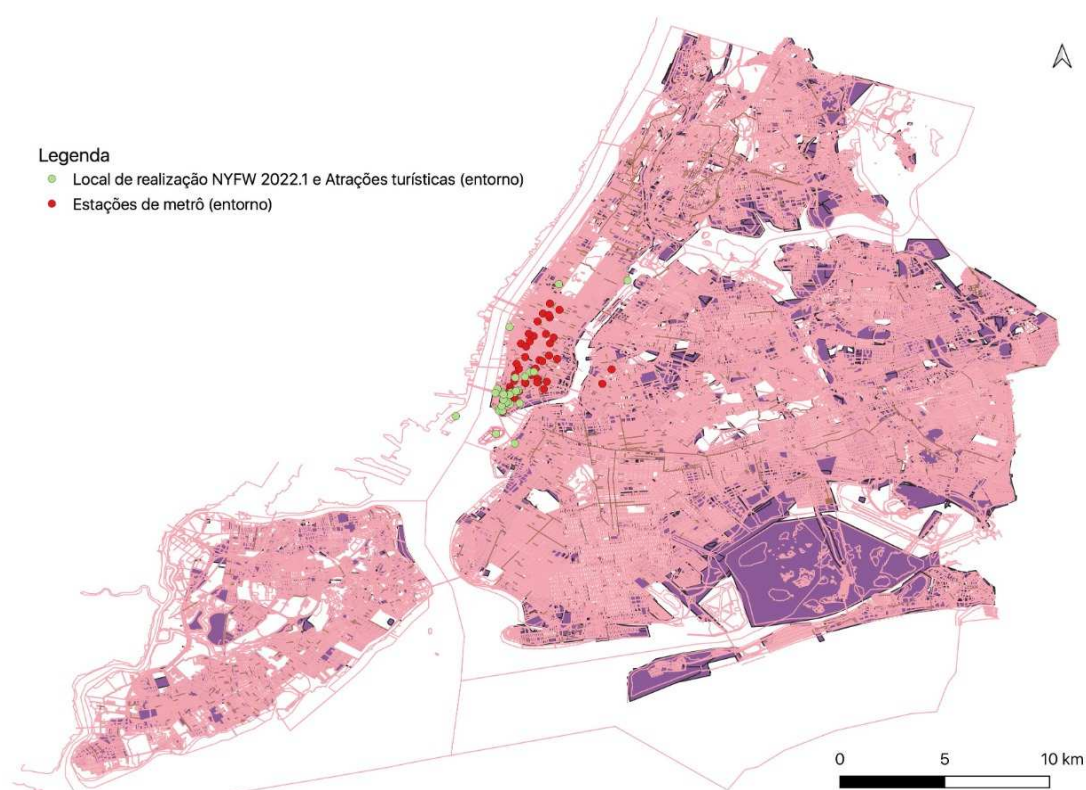 Legenda
Local de realização NYFW 2022.1 e Atrações turísticas (entorno)
Estações de metrô (entorno)
0 5 10 km